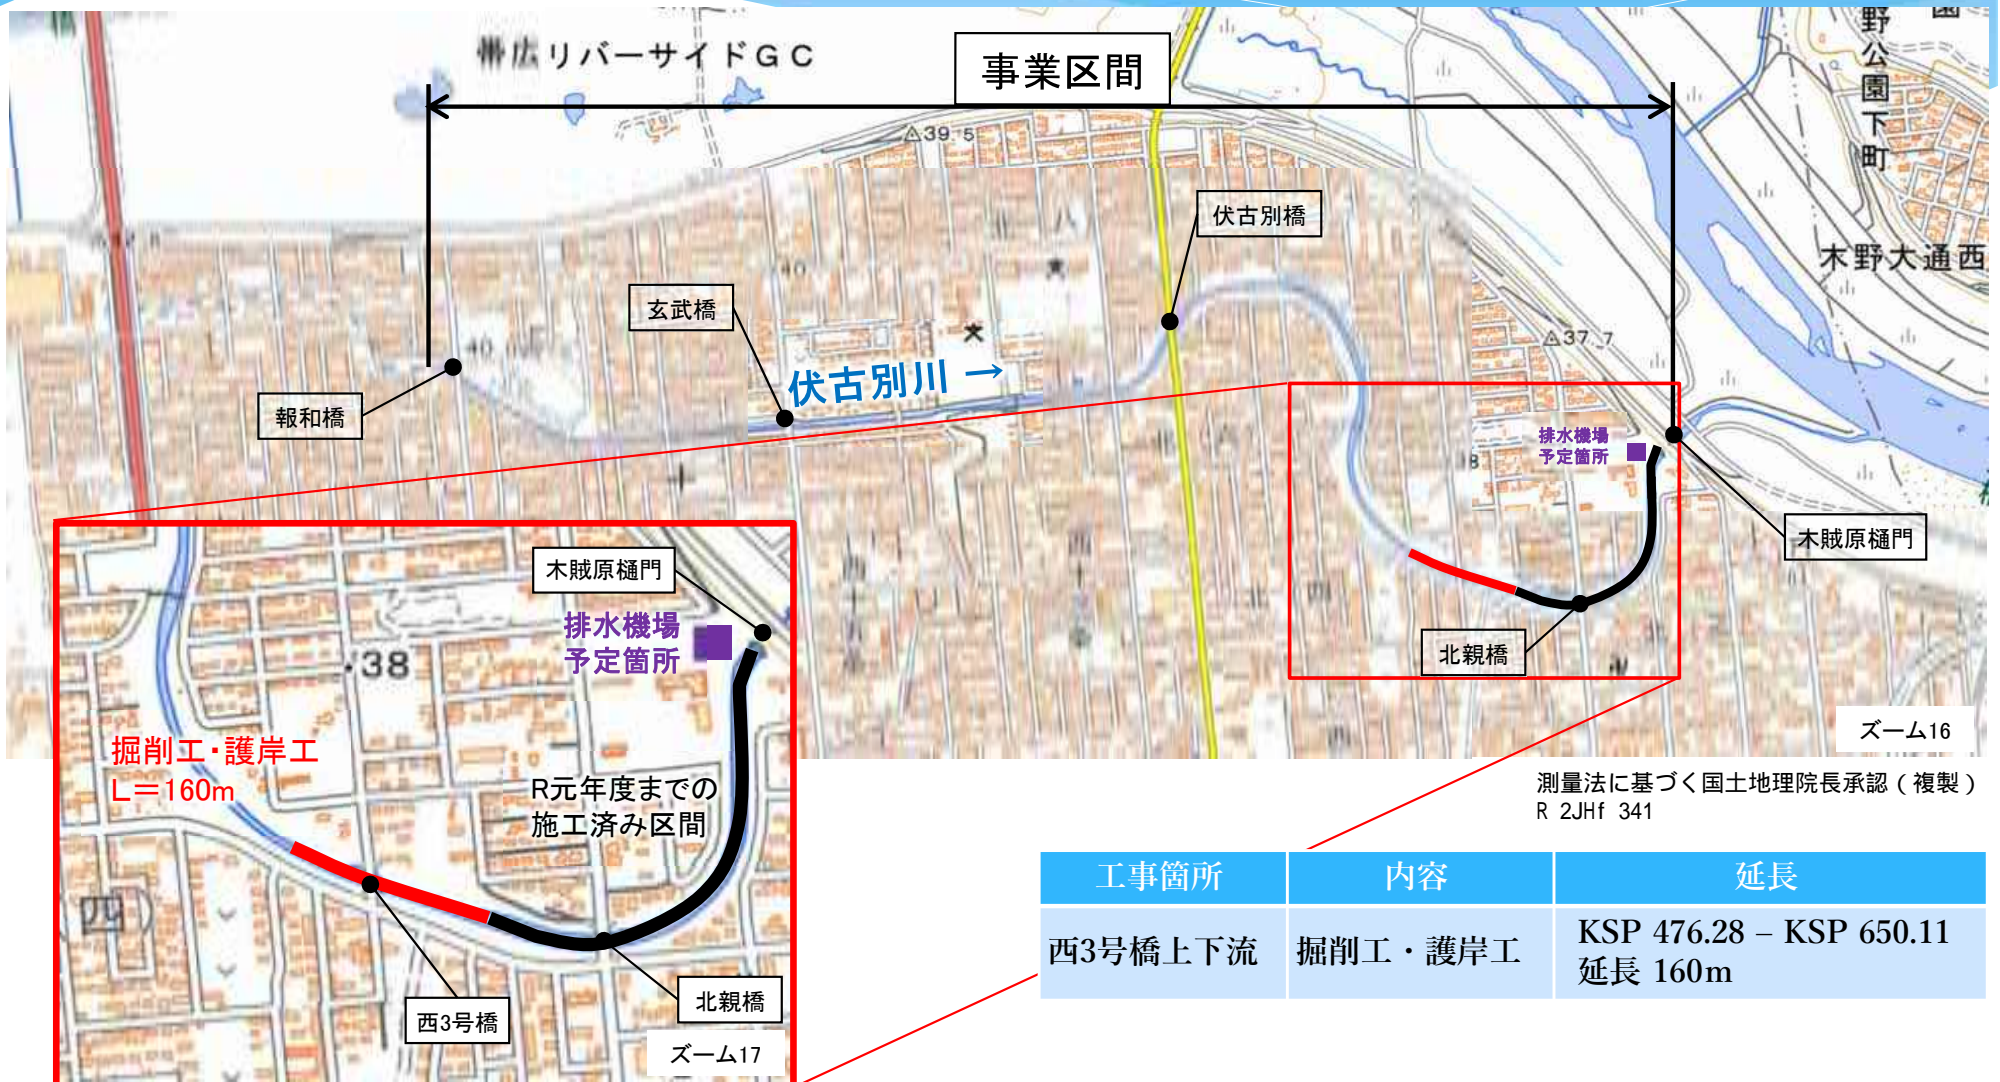 帯広リバーサイドGC
事業区間
園
野公園下町
木野大通西
39.5
伏古別橋
玄武橋
40
40
伏古別川 →
37.7
報和橋
排水機場
予定箇所
木賊原樋門
北親橋
ズーム16
木賊原樋門
排水機場
予定箇所
38
掘削工・護岸工
L=160m
R元年度までの
施工済み区間
四
西3号橋
北親橋
ズーム17
測量法に基づく国土地理院長承認(複製)
R 2JHf 341
工事箇所 内容 延長
西3号橋上下流 掘削工・護岸工 KSP 476.28 – KSP 650.11
延長 160m